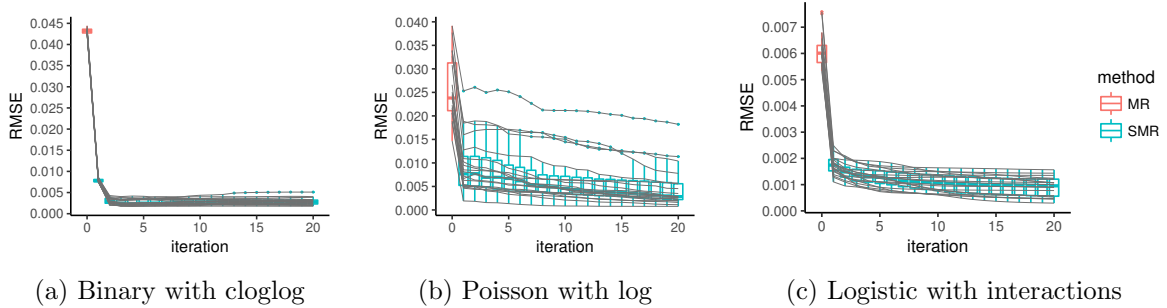 0.045
0.040
0.035
0.030
0.025
0.020
0.015
0.010
0.005
0.000
RMSE
0 5 10 15 20
iteration
(a) Binary with cloglog
0.040
0.035
0.030
0.025
0.020
0.015
0.010
0.005
0.000
RMSE
0 5 10 15 20
iteration
(b) Poisson with log
0.007
0.006
0.005
0.004
0.003
0.002
0.001
0.000
RMSE
0 5 10 15 20
iteration
(c) Logistic with interactions
method
MR
SMR